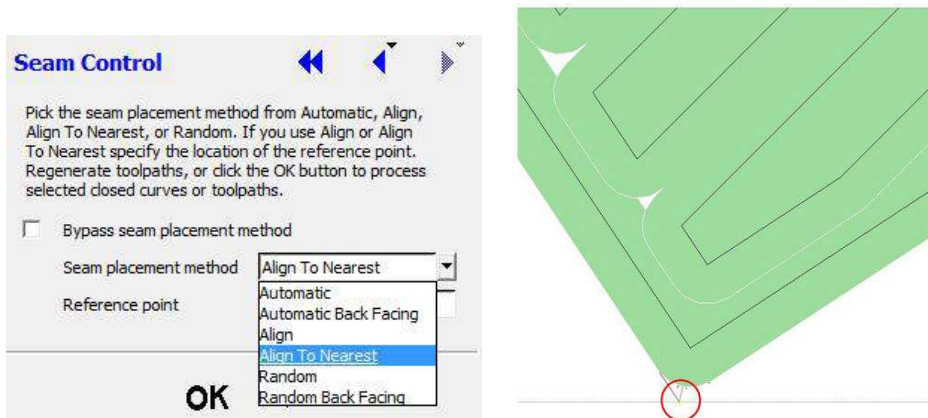 Seam Control
Pick the seam placement method from Automatic, Align,
Align To Nearest, or Random. If you use Align or Align
To Nearest specify the location of the reference point.
Regenerate toolpaths, or click the OK button to process
selected closed curves or toolpaths.
Bypass seam placement method
Seam placement method Align To Nearest
Reference point
Automatic
Automatic Back Facing
Align
Align To Nearest
Random
Random Back Facing
OK